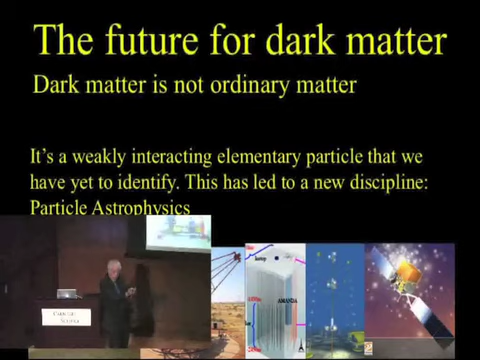 The future for dark matter
Dark matter is not ordinary matter
It's a weakly interacting elementary particle that we
have yet to identify. This has led to a new discipline:
Particle Astrophysics
AMANDA